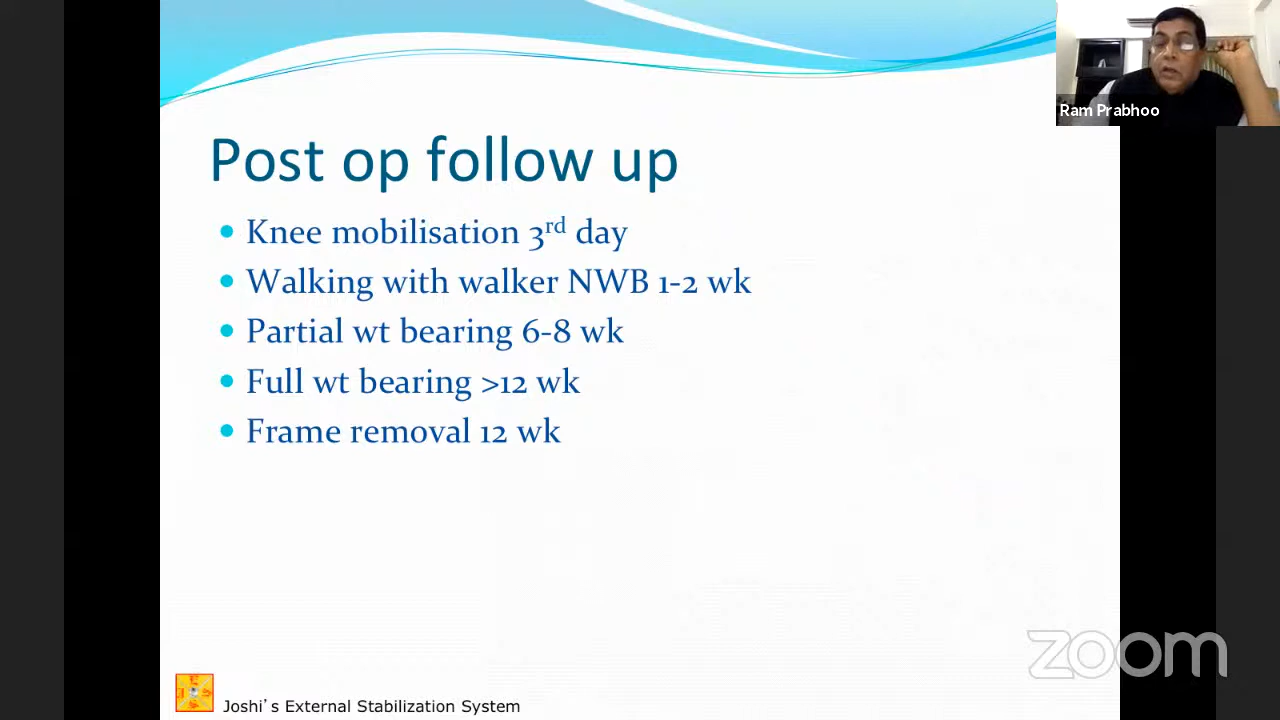 Ram Prabhoo
Post op follow up
Knee mobilisation 3rd day
Walking with walker NWB 1-2 wk
Partial wt bearing 6-8 wk
Full wt bearing >12 wk
Frame removal 12 wk
zoom
Joshi's External Stabilization System